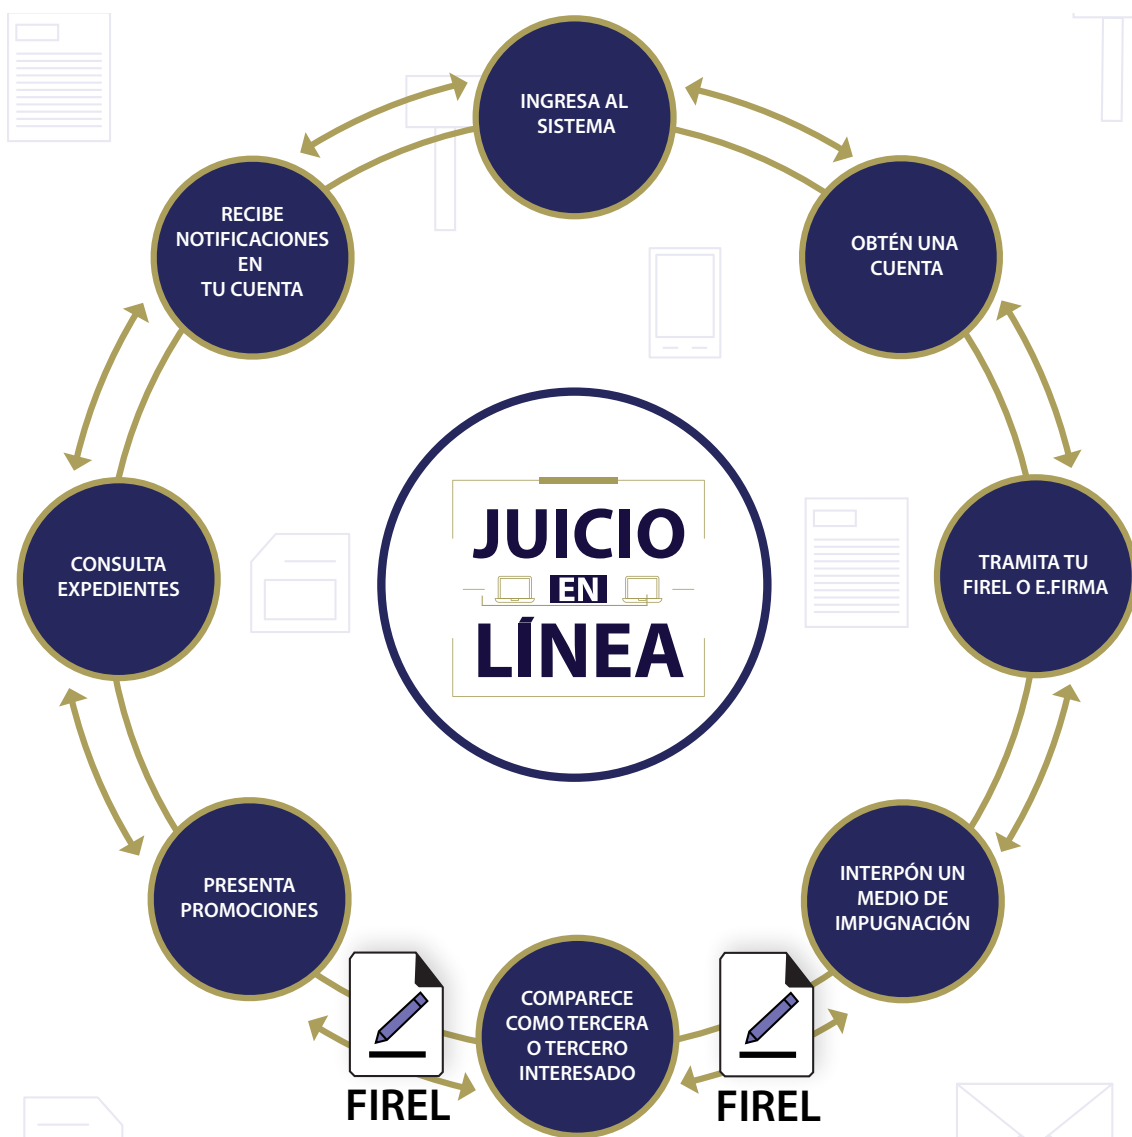 INGRESA AL
SISTEMA
OBTÉN UNA
CUENTA
TRAMITA TU
FIREL O E.FIRMA
INTERPÓN UN
MEDIO DE
IMPUGNACIÓN
FIREL
COMPARECE
COMO TERCERA
O TERCERO
INTERESADO
FIREL
PRESENTA
PROMOCIONES
CONSULTA
EXPEDIENTES
RECIBE
NOTIFICACIONES
EN
TU CUENTA
JUICIO
EN
LÍNEA